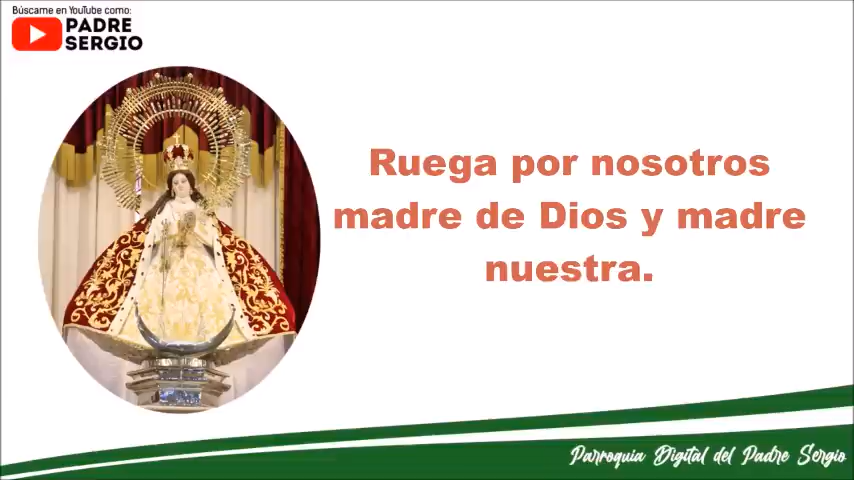 Búscame en YouTube como:
PADRE
SERGIO
Ruega por nosotros
madre de Dios y madre
nuestra.
Parroquia Digital del Padre Sergio